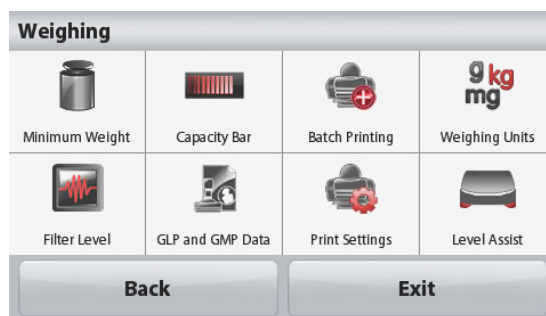 Weighing
g kg
mg
Minimum Weight
Capacity Bar
Batch Printing
Weighing Units
Filter Level
GLP and GMP Data
Print Settings
Level Assist
Back
Exit